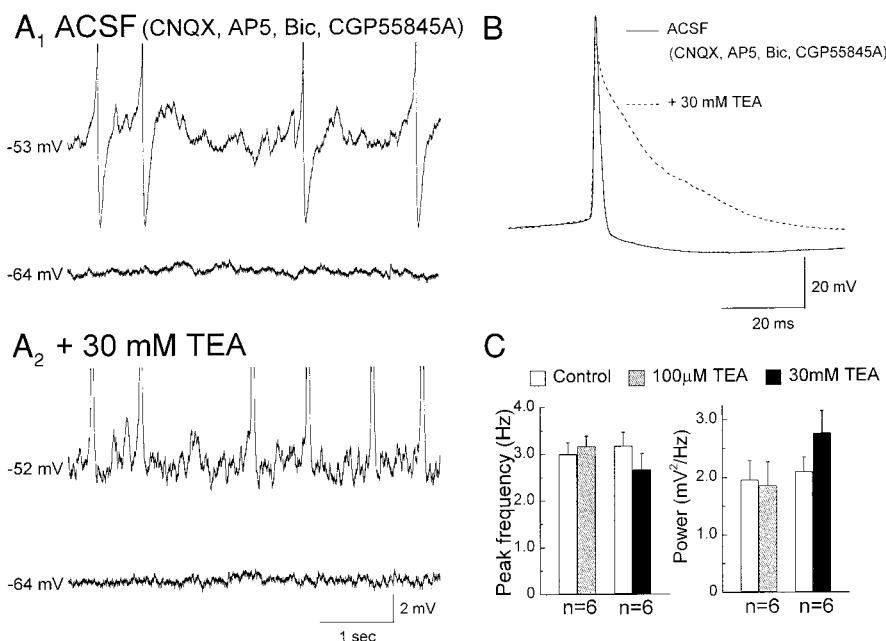 A1 ACSF (CNQX, AP5, Bic, CGP55845A)
-53 mV
-64 mV
A2 + 30 mM TEA
-52 mV
-64 mV
2 mV
1 sec
B
ACSF
(CNQX, AP5, Bic, CGP55845A)
+ 30 mM TEA
20 mV
20 ms
C
Control 100μM TEA 30mM TEA
Peak frequency (Hz)
4.0
3.0
2.0
1.0
0
n=6 n=6
Power (mV²/Hz)
3.0
2.0
1.0
0
n=6 n=6